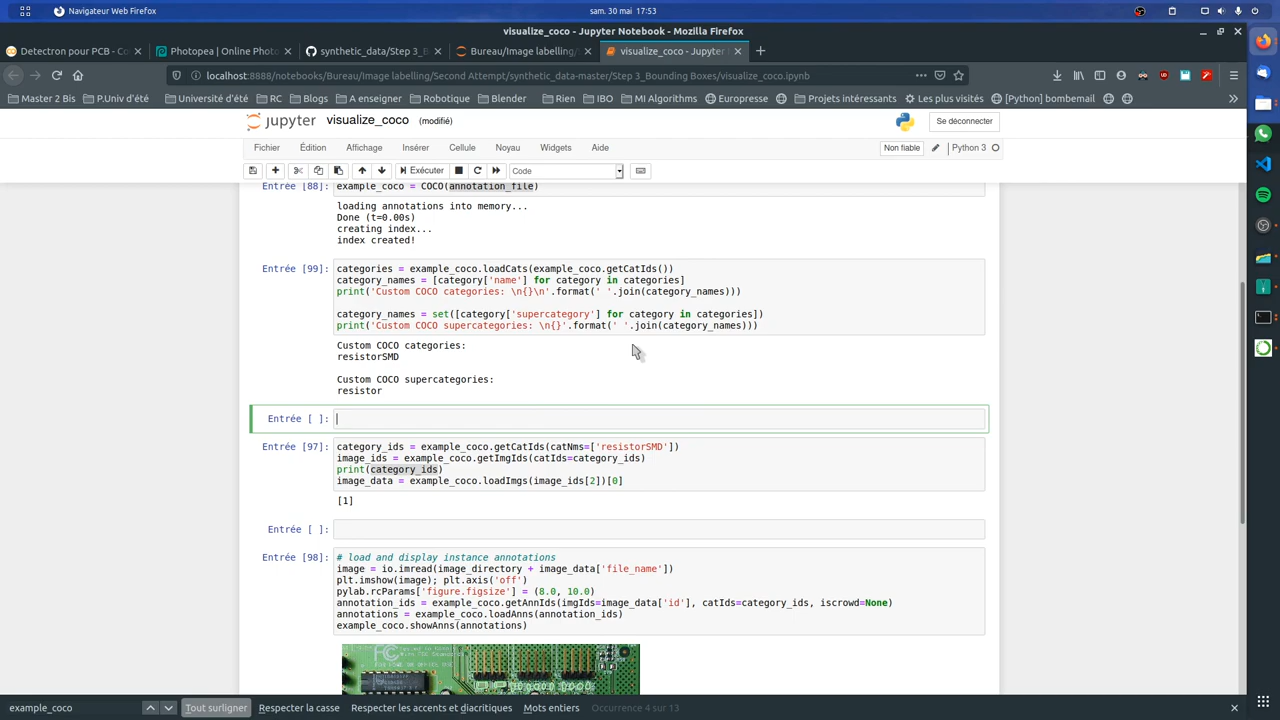 Navigateur Web Firefox
sam. 30 mai 17:53
visualize_coco - Jupyter Notebook - Mozilla Firefox
Detectron pour PCB - Co
Photopea | Online Photo
synthetic_data/Step 3_B
Bureau/Image labelling/
visualize_coco - Jupyter
localhost:8888/notebooks/Bureau/Image labelling/Second Attempt/synthetic_data-master/Step 3_Bounding Boxes/visualize_coco.ipynb
Master 2 Bis P.Univ d'été Université d'été RC Blogs A enseigner Robotique Blender Rien IBO MI Algorithms Europresse Projets intéressants Les plus visités [Python] bombemail
jupyter visualize_coco (modifié)
Se déconnecter
Fichier Édition Affichage Insérer Cellule Noyau Widgets Aide
Non fiable
Python 3
Exécuter
Code
Entrée [88]: example_coco = COCO(annotation_file)
loading annotations into memory...
Done (t=0.00s)
creating index...
index created!
Entrée [99]: categories = example_coco.loadCats(example_coco.getCatIds())
category_names = [category['name'] for category in categories]
print('Custom COCO categories: \n{}\n'.format(' '.join(category_names)))
category_names = set([category['supercategory'] for category in categories])
print('Custom COCO supercategories: \n{}'.format(' '.join(category_names)))
Custom COCO categories:
resistorSMD
Custom COCO supercategories:
resistor
Entrée [ ]:
Entrée [97]: category_ids = example_coco.getCatIds(catNms=['resistorSMD'])
image_ids = example_coco.getImgIds(catIds=category_ids)
print(category_ids)
image_data = example_coco.loadImgs(image_ids[2])[0]
[1]
Entrée [ ]:
Entrée [98]: # load and display instance annotations
image = io.imread(image_directory + image_data['file_name'])
plt.imshow(image); plt.axis('off')
pylab.rcParams['figure.figsize'] = (8.0, 10.0)
annotation_ids = example_coco.getAnnIds(imgIds=image_data['id'], catIds=category_ids, iscrowd=None)
annotations = example_coco.loadAnns(annotation_ids)
example_coco.showAnns(annotations)
example_coco
Tout surligner
Respecter la casse
Respecter les accents et diacritiques
Mots entiers
Occurrence 4 sur 13